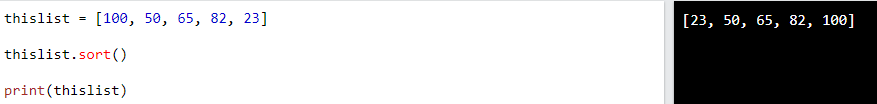 thislist = [100, 50, 65, 82, 23]
thislist.sort()
print(thislist)
[23, 50, 65, 82, 100]